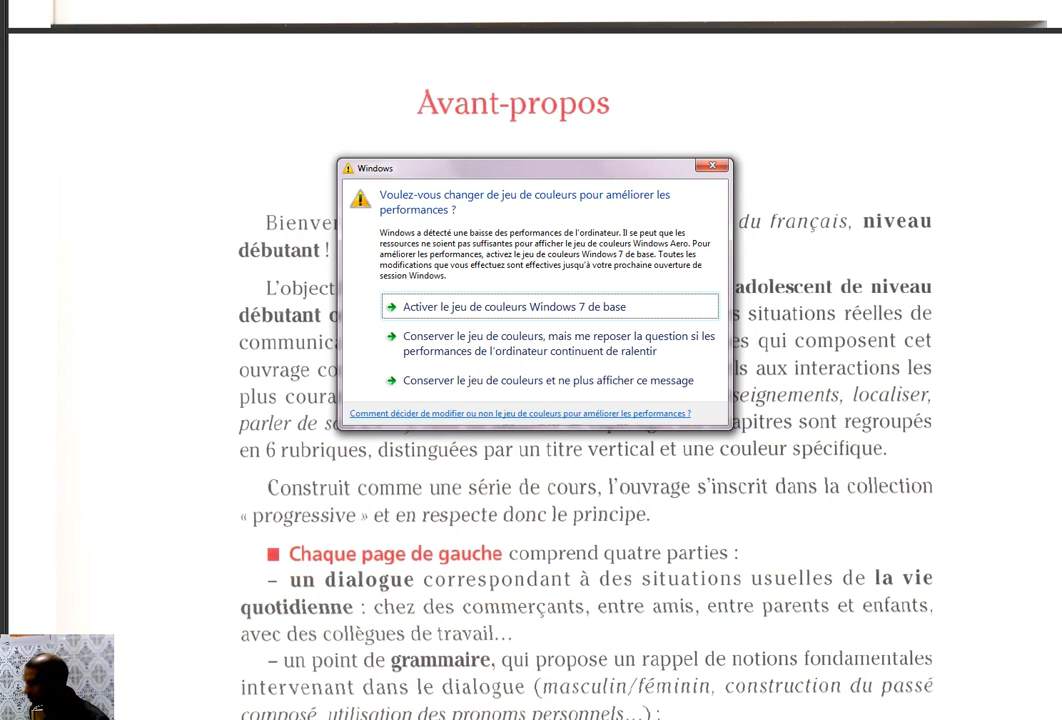 Avant-propos
Windows
Voulez-vous changer de jeu de couleurs pour améliorer les
performances ?
Windows a détecté une baisse des performances de l'ordinateur. Il se peut que les
ressources ne soient pas suffisantes pour afficher le jeu de couleurs Windows Aero. Pour
améliorer les performances, activez le jeu de couleurs Windows 7 de base. Toutes les
modifications que vous effectuez sont effectives jusqu'à votre prochaine ouverture de
session Windows.
Activer le jeu de couleurs Windows 7 de base
Conserver le jeu de couleurs, mais me reposer la question si les
performances de l'ordinateur continuent de ralentir
Conserver le jeu de couleurs et ne plus afficher ce message
Comment décider de modifier ou non le jeu de couleurs pour améliorer les performances ?
du français, niveau
débutant !
L'object adolescent de niveau
débutant situations réelles de
qui composent cet
ouvrage aux interactions les
plus localiser,
parler de sont regroupés
en 6 rubriques, distinguées par un titre vertical et une couleur spécifique.
Construit comme une série de cours, l'ouvrage s'inscrit dans la collection
« progressive » et en respecte donc le principe.
■ Chaque page de gauche comprend quatre parties :
– un dialogue correspondant à des situations usuelles de la vie
quotidienne : chez des commerçants, entre amis, entre parents et enfants,
avec des collègues de travail...
– un point de grammaire, qui propose un rappel de notions fondamentales
intervenant dans le dialogue (masculin/féminin, construction du passé
composé, utilisation des pronoms personnels...) ;